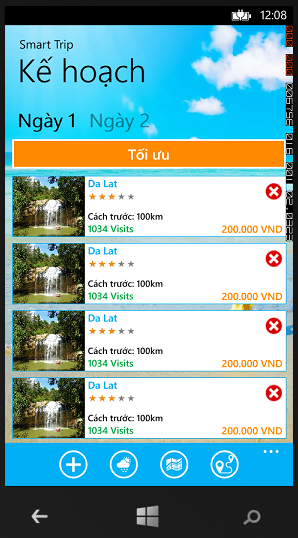 12:08
Smart Trip
Kế hoạch
Ngày 1 Ngày 2
Tối ưu
Da Lat
Cách trước: 100km
1034 Visits 200.000 VND
Da Lat
Cách trước: 100km
1034 Visits 200.000 VND
Da Lat
Cách trước: 100km
1034 Visits 200.000 VND
Da Lat
Cách trước: 100km
1034 Visits 200.000 VND